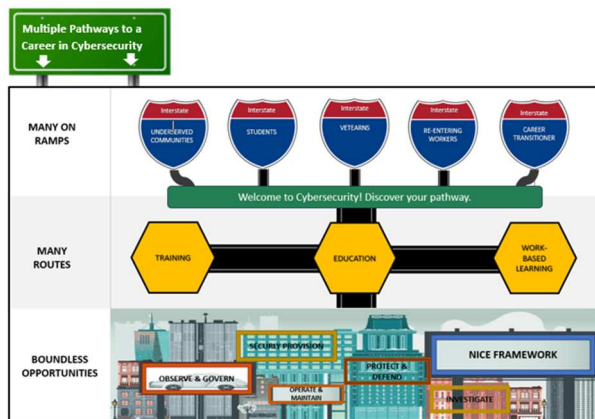 Multiple Pathways to a
Career in Cybersecurity
MANY ON
RAMPS
Interstate
UNDERSERVED
COMMUNITIES
Interstate
STUDENTS
Interstate
VETEARNS
Interstate
RE-ENTERING
WORKERS
Interstate
CAREER
TRANSITIONER
Welcome to Cybersecurity! Discover your pathway.
MANY
ROUTES
TRAINING
EDUCATION
WORK-
BASED
LEARNING
BOUNDLESS
OPPORTUNITIES
SECURLY PROVISION
OBSERVE & GOVERN
OPERATE &
MAINTAIN
PROTECT &
DEFEND
NICE FRAMEWORK
INVESTIGATE